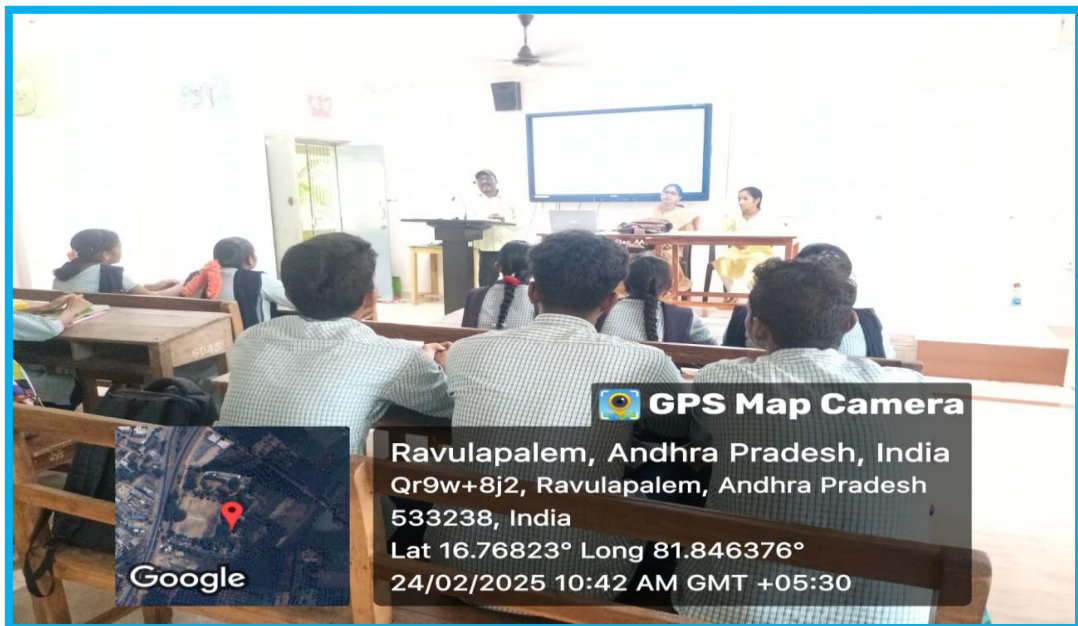 GPS Map Camera
Ravulapalem, Andhra Pradesh, India
Qr9w+8j2, Ravulapalem, Andhra Pradesh
533238, India
Lat 16.76823° Long 81.846376°
24/02/2025 10:42 AM GMT +05:30
Google